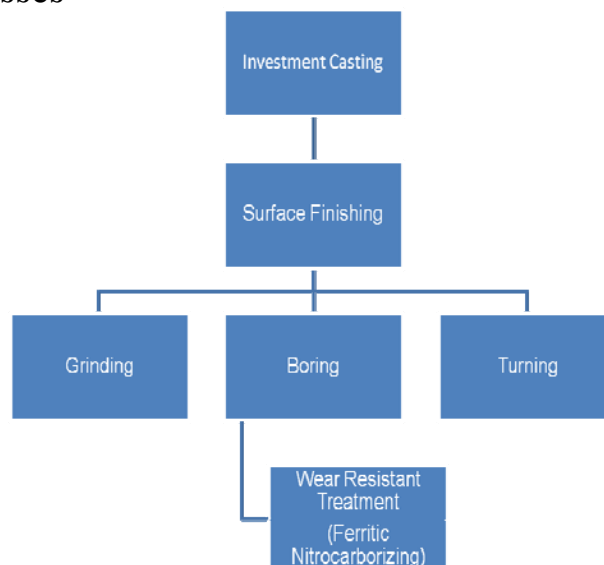 Investment Casting
Surface Finishing
Grinding
Boring
Turning
Wear Resistant
Treatment
(Ferritic
Nitrocarborizing)